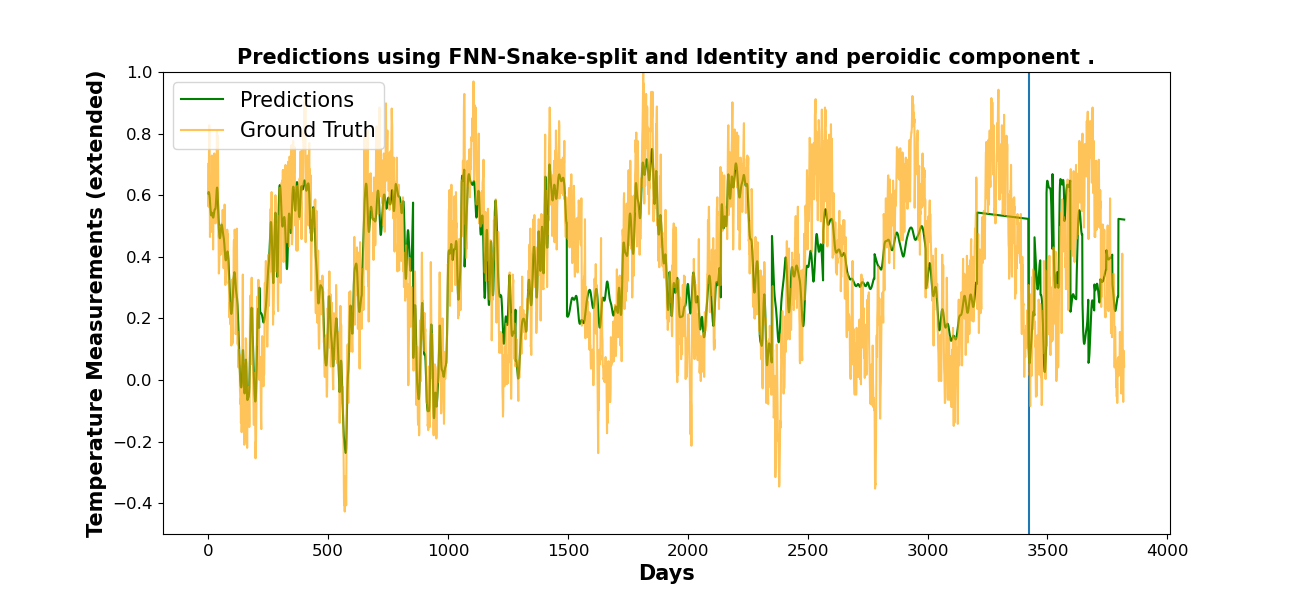 Predictions using FNN-Snake-split and Identity and peroidic component .
Temperature Measurements (extended)
1.0
0.8
0.6
0.4
0.2
0.0
−0.2
−0.4
Predictions
Ground Truth
0 500 1000 1500 2000 2500 3000 3500 4000
Days